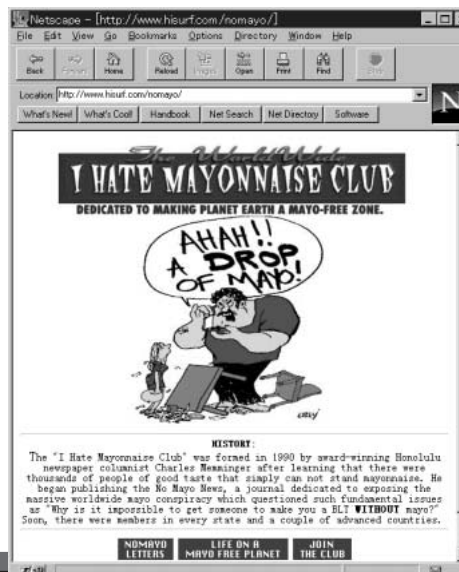 Netscape - [http://www.hisurf.com/nomayo/]
File Edit View Go Bookmarks Options Directory Window Help
Back Forward Home Reload Images Open Print Find Stop
Location: http://www.hisurf.com/nomayo/
What's New! What's Cool! Handbook Net Search Net Directory Software
N
The World Wide
I HATE MAYONNAISE CLUB
DEDICATED TO MAKING PLANET EARTH A MAYO-FREE ZONE.
AHAH!!
A DROP
OF MAYO!
HISTORY:
The "I Hate Mayonnaise Club" was formed in 1990 by award-winning Honolulu
newspaper columnist Charles Memminger after learning that there were
thousands of people of good taste that simply can not stand mayonnaise. He
began publishing the No Mayo News, a journal dedicated to exposing the
massive worldwide mayo conspiracy which questioned such fundamental issues
as "Why is it impossible to get someone to make you a BLT WITHOUT mayo?"
Soon, there were members in every state and a couple of advanced countries.
NOMAYO LIFE ON A JOIN
LETTERS MAYO FREE PLANET THE CLUB